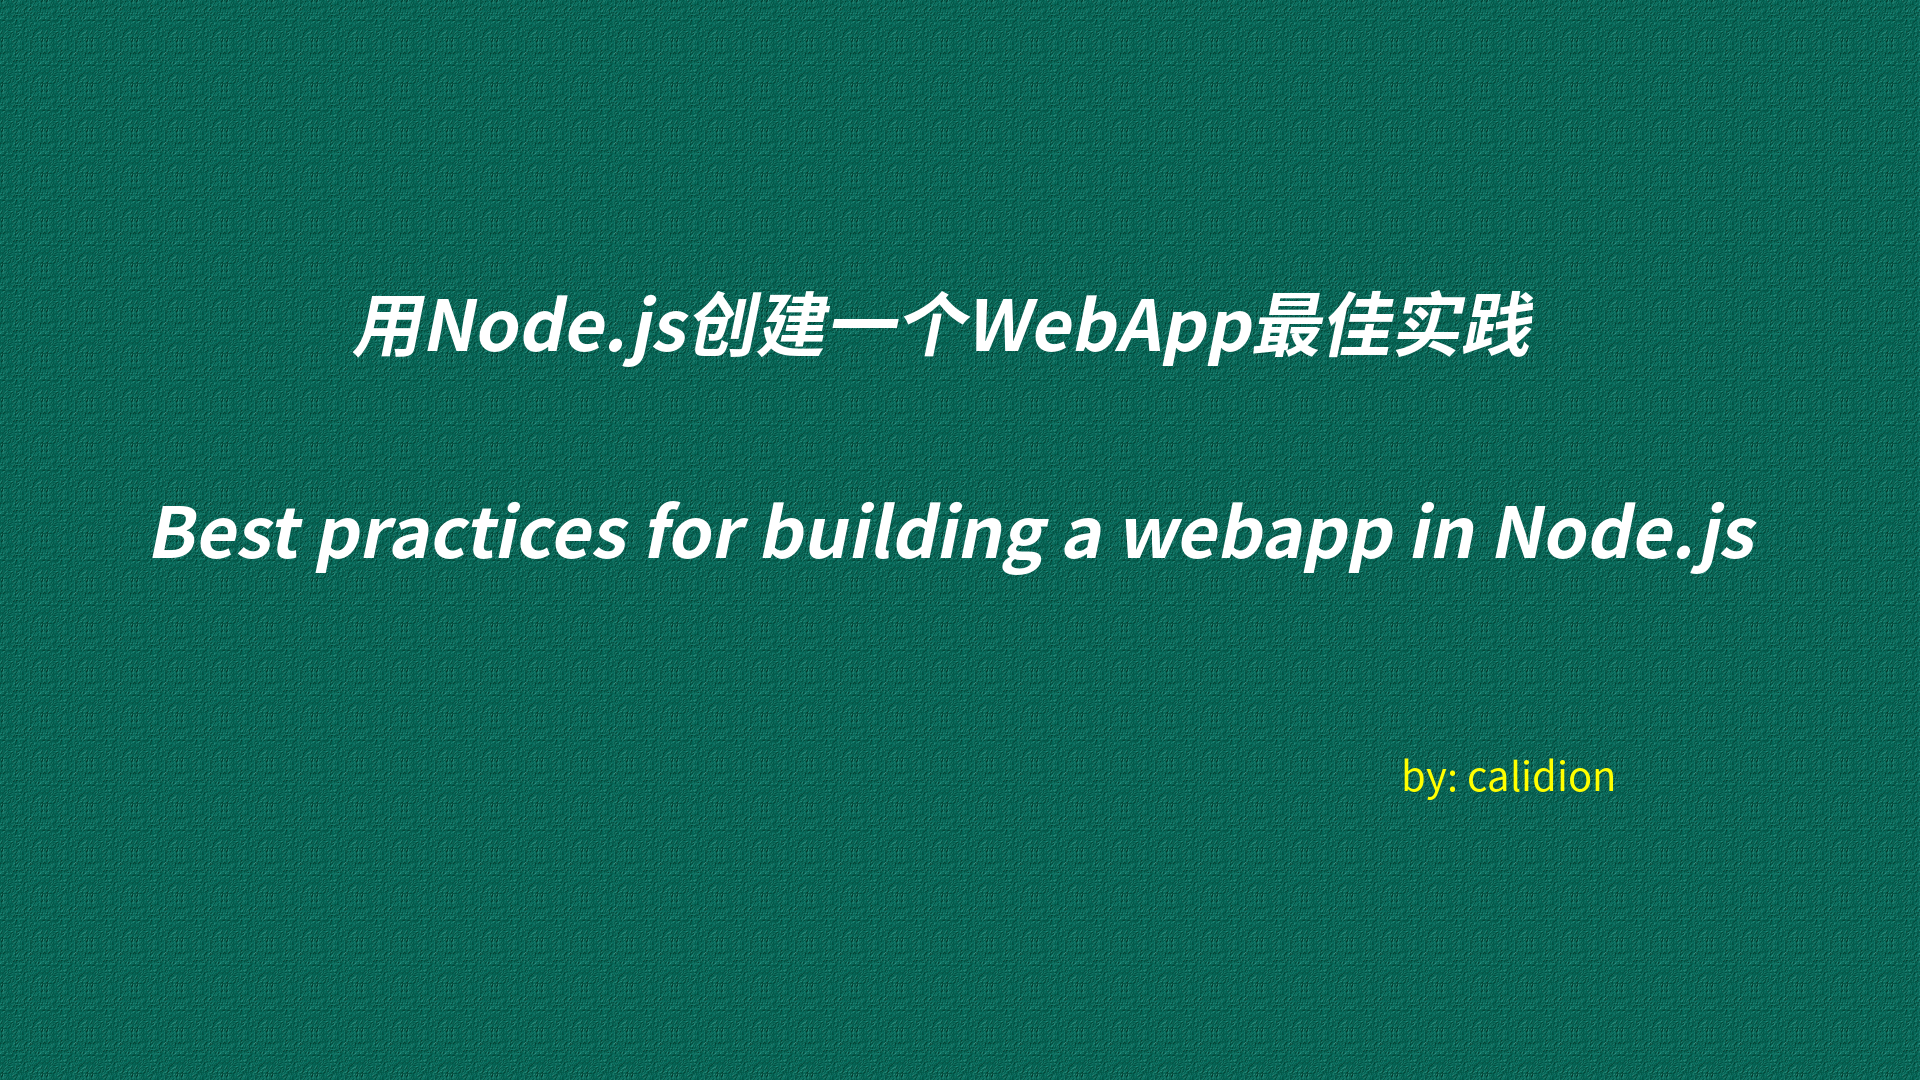 用Node.js创建一个WebApp最佳实践
Best practices for building a webapp in Node.js
by: calidion